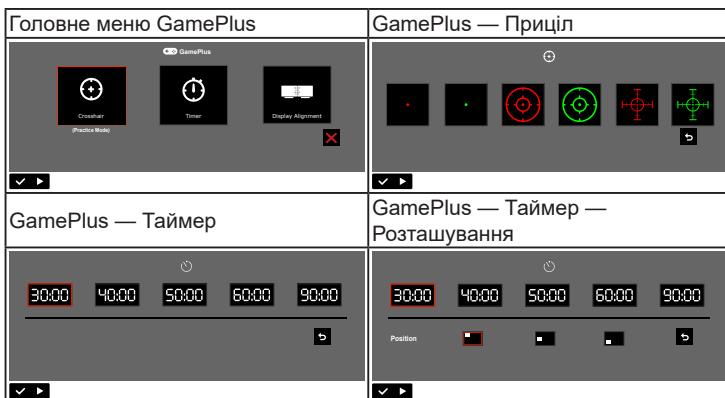 Головне меню GamePlus
GamePlus — Приціл
GamePlus
Crosshair
Timer
Display Alignment
(Practice Mode)
GamePlus — Таймер
GamePlus — Таймер —
Розташування
30:00 40:00 50:00 60:00 90:00
30:00 40:00 50:00 60:00 90:00
Position